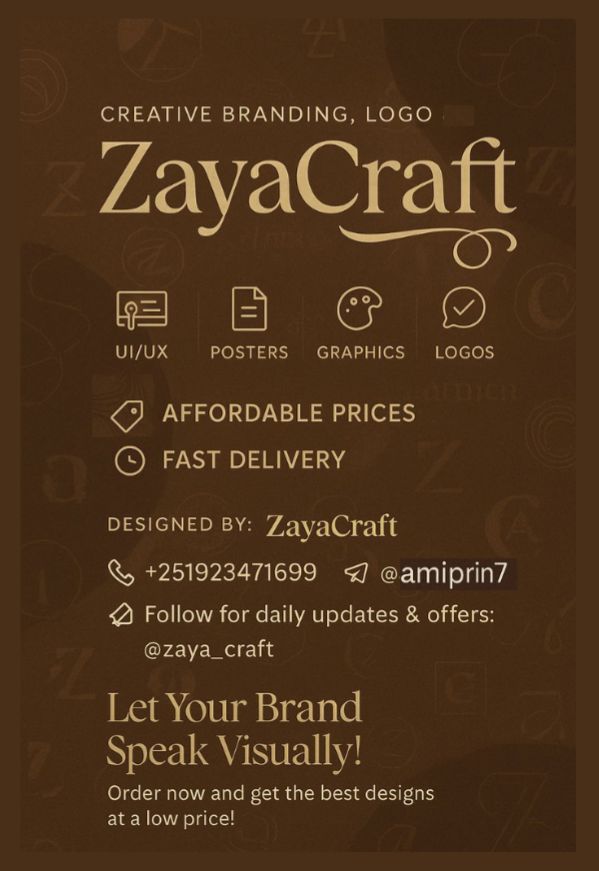 CREATIVE BRANDING, LOGO
ZayaCraft
UI/UX POSTERS GRAPHICS LOGOS
AFFORDABLE PRICES
FAST DELIVERY
DESIGNED BY: ZayaCraft
+251923471699 @amiprin7
Follow for daily updates & offers:
@zaya_craft
Let Your Brand
Speak Visually!
Order now and get the best designs
at a low price!